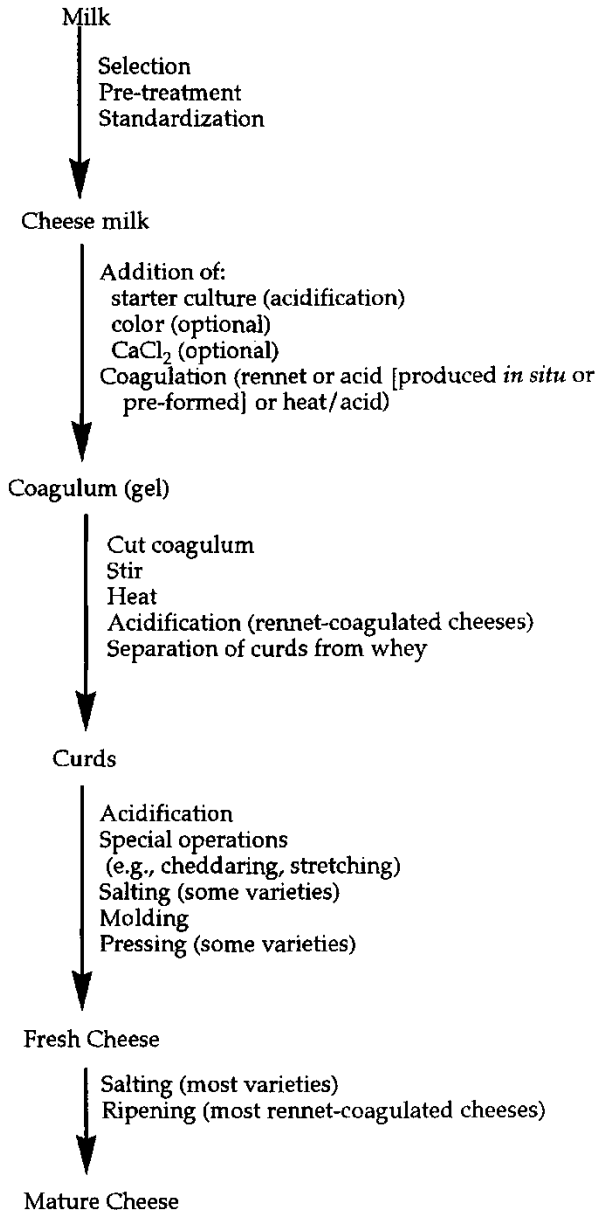 Milk
Selection
Pre-treatment
Standardization
Cheese milk
Addition of:
starter culture (acidification)
color (optional)
CaCl₂ (optional)
Coagulation (rennet or acid [produced in situ or
pre-formed] or heat/acid)
Coagulum (gel)
Cut coagulum
Stir
Heat
Acidification (rennet-coagulated cheeses)
Separation of curds from whey
Curds
Acidification
Special operations
(e.g., cheddaring, stretching)
Salting (some varieties)
Molding
Pressing (some varieties)
Fresh Cheese
Salting (most varieties)
Ripening (most rennet-coagulated cheeses)
Mature Cheese